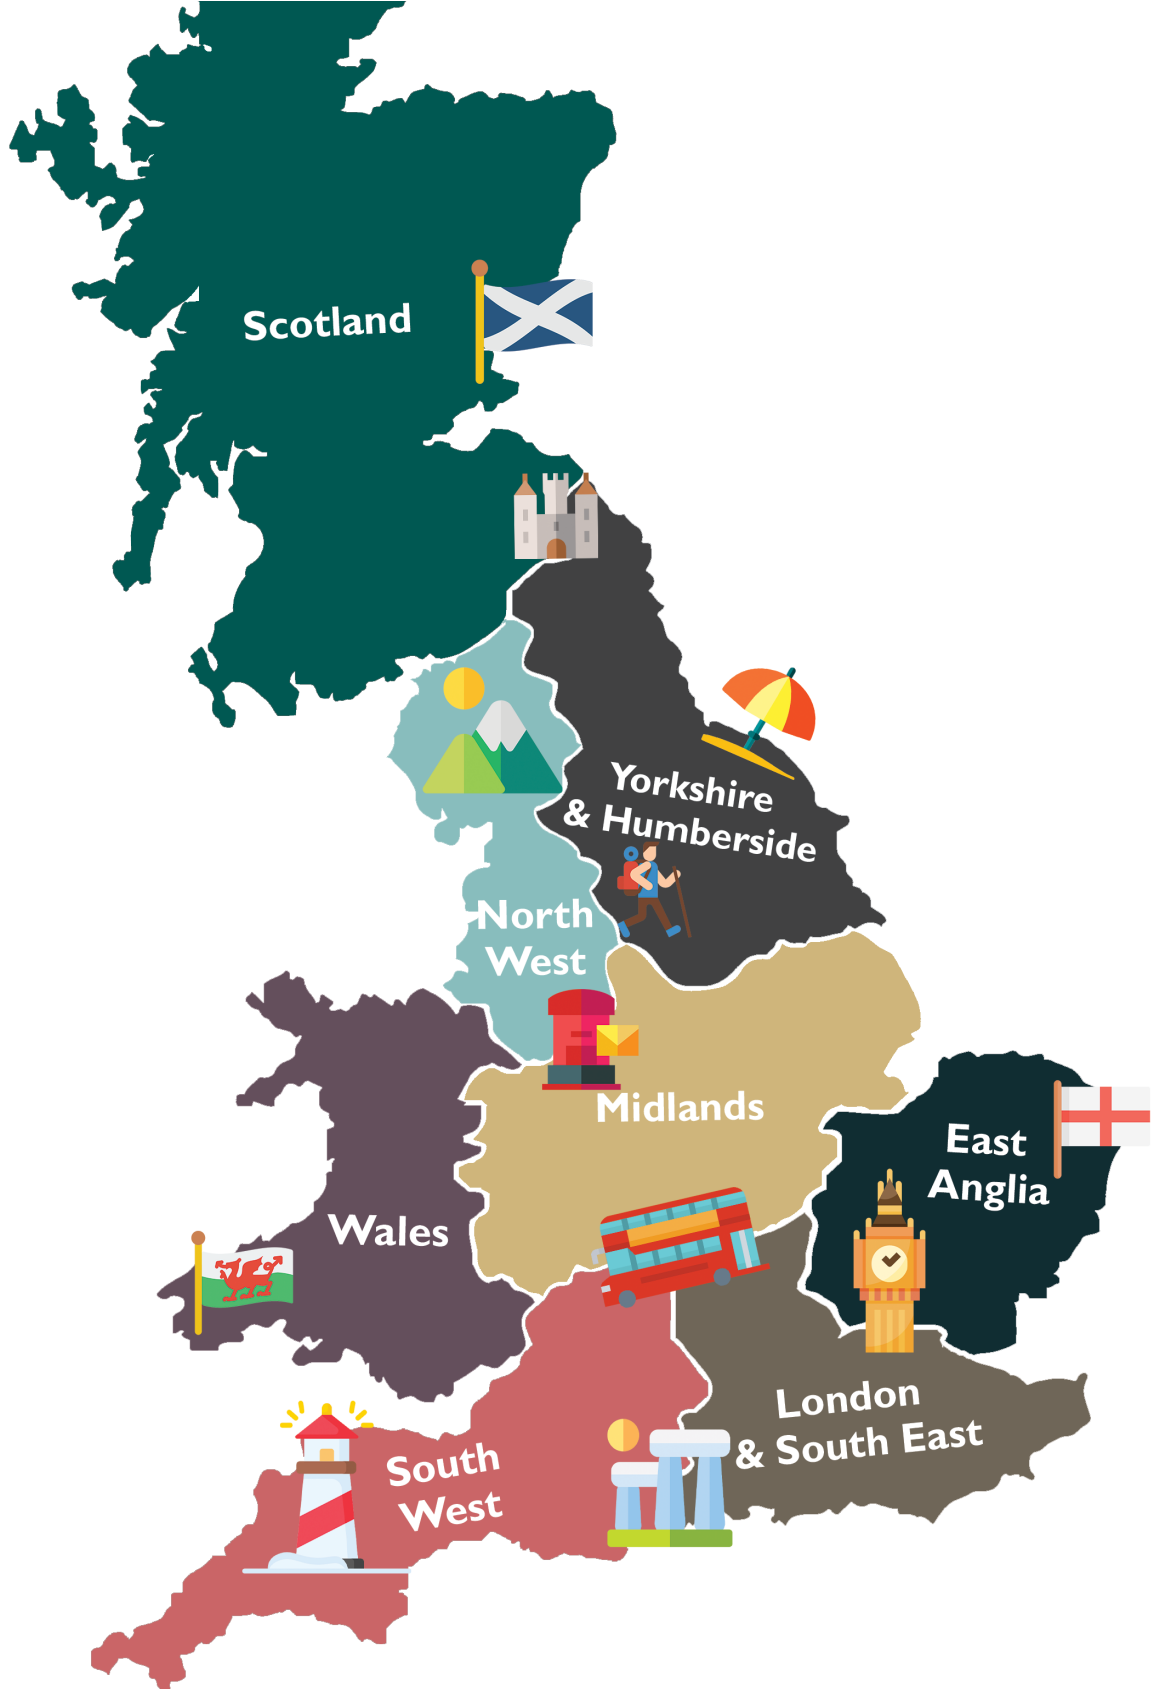 Scotland
Yorkshire
& Humberside
North
West
Midlands
East
Anglia
Wales
London
& South East
South
West